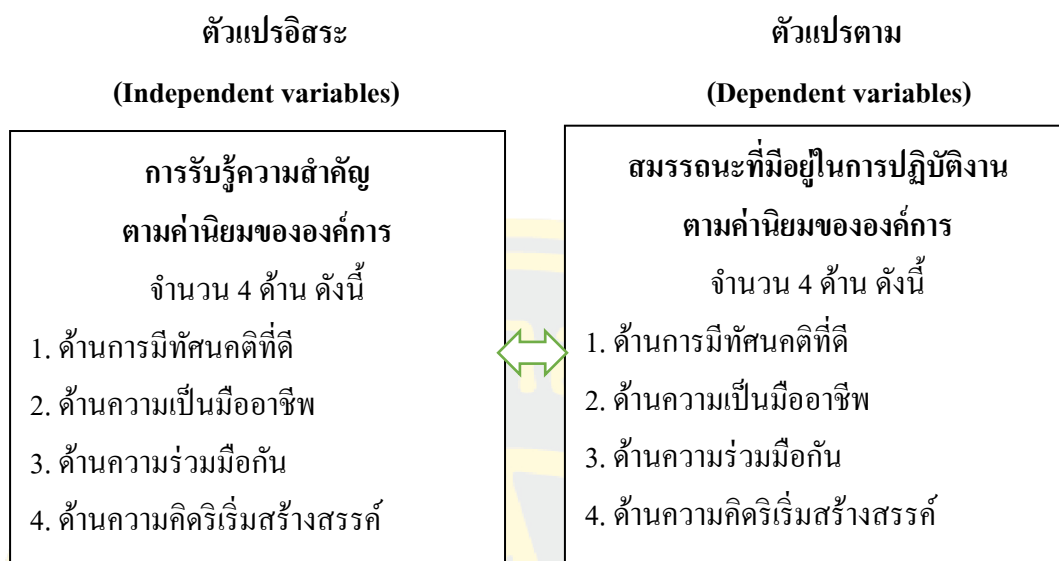 ตัวแปรอิสระ
(Independent variables)
การรับรู้ความสำคัญ
ตามค่านิยมขององค์การ
จำนวน 4 ด้าน ดังนี้
1. ด้านการมีทัศนคติที่ดี
2. ด้านความเป็นมืออาชีพ
3. ด้านความร่วมมือกัน
4. ด้านความคิดริเริ่มสร้างสรรค์
ตัวแปรตาม
(Dependent variables)
สมรรถนะที่มีอยู่ในการปฏิบัติงาน
ตามค่านิยมขององค์การ
จำนวน 4 ด้าน ดังนี้
1. ด้านการมีทัศนคติที่ดี
2. ด้านความเป็นมืออาชีพ
3. ด้านความร่วมมือกัน
4. ด้านความคิดริเริ่มสร้างสรรค์